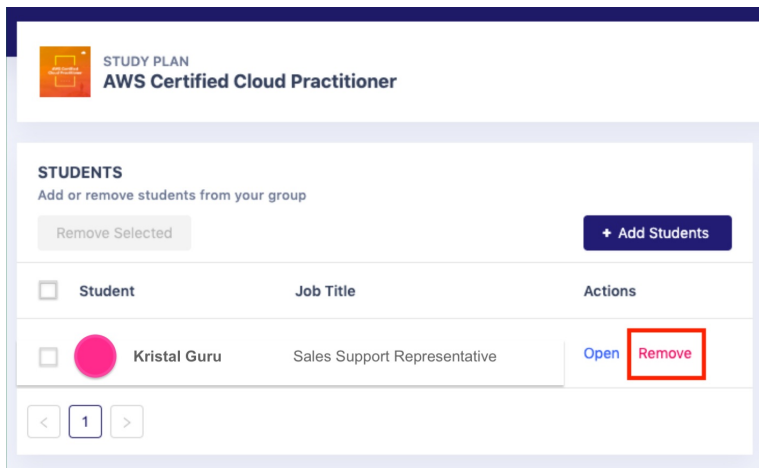 STUDY PLAN
AWS Certified Cloud Practitioner
STUDENTS
Add or remove students from your group
Remove Selected
+ Add Students
Student Job Title Actions
Kristal Guru Sales Support Representative Open Remove
< 1 >